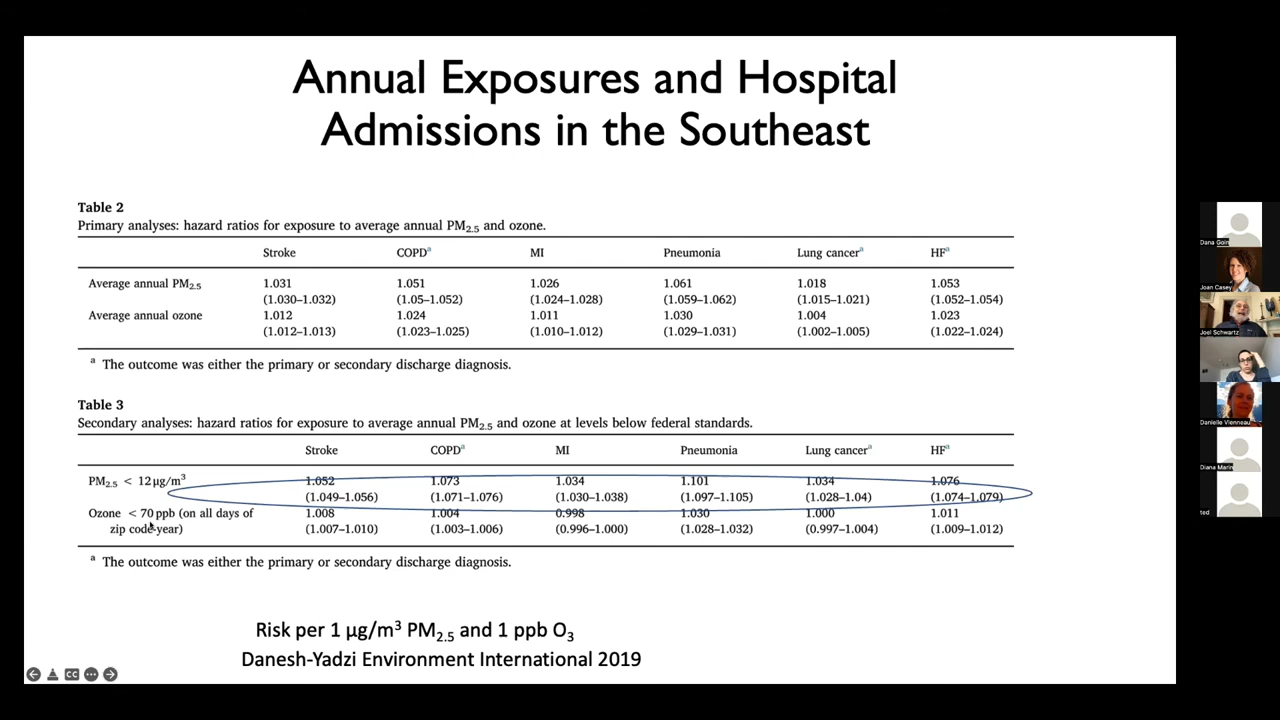 Annual Exposures and Hospital
Admissions in the Southeast
Table 2
Primary analyses: hazard ratios for exposure to average annual PM2.5 and ozone.
Stroke COPDa MI Pneumonia Lung cancera HFa
Average annual PM2.5 1.031 1.051 1.026 1.061 1.018 1.053
(1.030–1.032) (1.05–1.052) (1.024–1.028) (1.059–1.062) (1.015–1.021) (1.052–1.054)
Average annual ozone 1.012 1.024 1.011 1.030 1.004 1.023
(1.012–1.013) (1.023–1.025) (1.010–1.012) (1.029–1.031) (1.002–1.005) (1.022–1.024)
a The outcome was either the primary or secondary discharge diagnosis.
Table 3
Secondary analyses: hazard ratios for exposure to average annual PM2.5 and ozone at levels below federal standards.
Stroke COPDa MI Pneumonia Lung cancera HFa
PM2.5 < 12 μg/m3 1.052 1.073 1.034 1.101 1.034 1.076
(1.049–1.056) (1.071–1.076) (1.030–1.038) (1.097–1.105) (1.028–1.04) (1.074–1.079)
Ozone < 70 ppb (on all days of 1.008 1.004 0.998 1.030 1.000 1.011
zip code-year) (1.007–1.010) (1.003–1.006) (0.996–1.000) (1.028–1.032) (0.997–1.004) (1.009–1.012)
a The outcome was either the primary or secondary discharge diagnosis.
Risk per 1 μg/m3 PM2.5 and 1 ppb O3
Danesh-Yadzi Environment International 2019
CC
Dana Goin
Joan Casey
Joel Schwartz
Danielle Vienneau
Diana Marin
ted